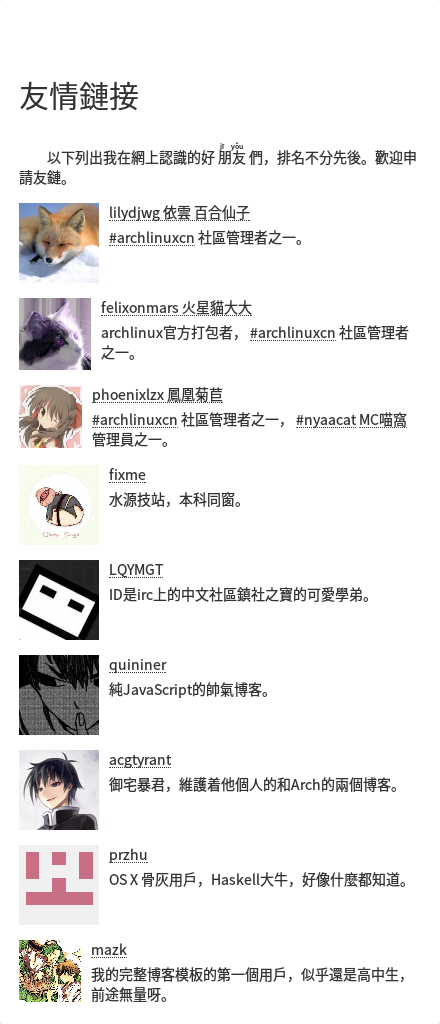 友情鏈接
以下列出我在網上認識的好 朋友 們，排名不分先後。歡迎申
請友鏈。
lilydjwg 依雲 百合仙子
#archlinuxcn 社區管理者之一。
felixonmars 火星貓大大
archlinux官方打包者， #archlinuxcn 社區管理者
之一。
phoenixlzx 鳳凰菊苣
#archlinuxcn 社區管理者之一， #nyaacat MC喵窩
管理員之一。
fixme
水源技站，本科同窗。
LQYMGT
ID是irc上的中文社區鎮社之寶的可愛學弟。
quininer
純JavaScript的帥氣博客。
acgtyrant
御宅暴君，維護着他個人的和Arch的兩個博客。
przhu
OS X 骨灰用戶，Haskell大牛，好像什麼都知道。
mazk
我的完整博客模板的第一個用戶，似乎還是高中生，
前途無量呀。